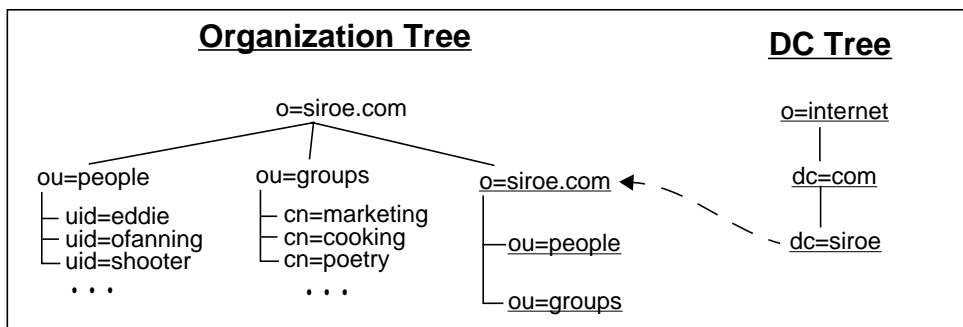 Organization Tree
DC Tree
o=siroe.com
o=internet
ou=people
ou=groups
o=siroe.com
dc=com
uid=eddie
uid=ofanning
uid=shooter
. . .
cn=marketing
cn=cooking
cn=poetry
. . .
ou=people
ou=groups
dc=siroe